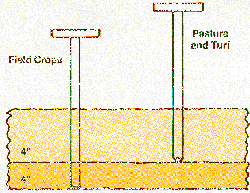 Field Crops
Pasture
and Turf
4"
4"